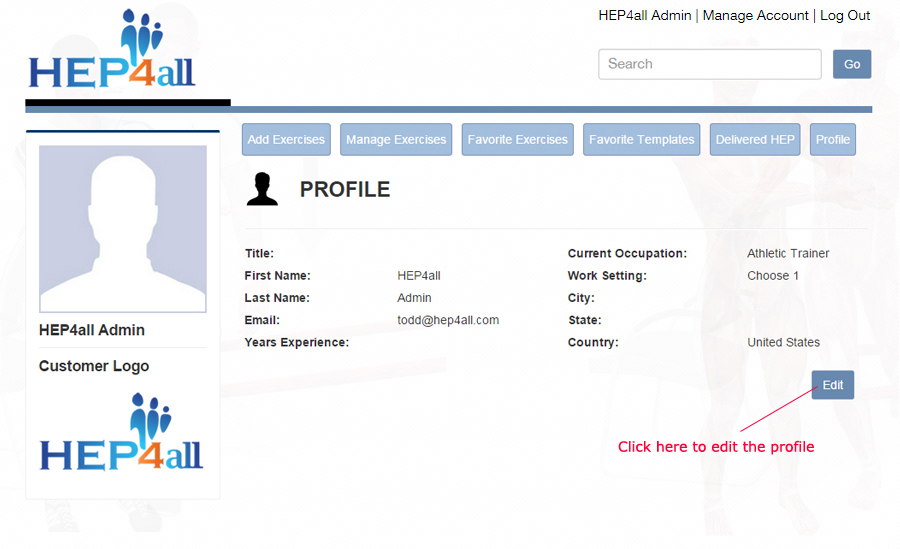 HEP4all Admin | Manage Account | Log Out
HEP4all
Search Go
Add Exercises Manage Exercises Favorite Exercises Favorite Templates Delivered HEP Profile
PROFILE
Title: Current Occupation: Athletic Trainer
First Name: HEP4all Work Setting: Choose 1
Last Name: Admin City:
Email: todd@hep4all.com State:
Years Experience: Country: United States
Edit
Click here to edit the profile
HEP4all Admin
Customer Logo
HEP4all